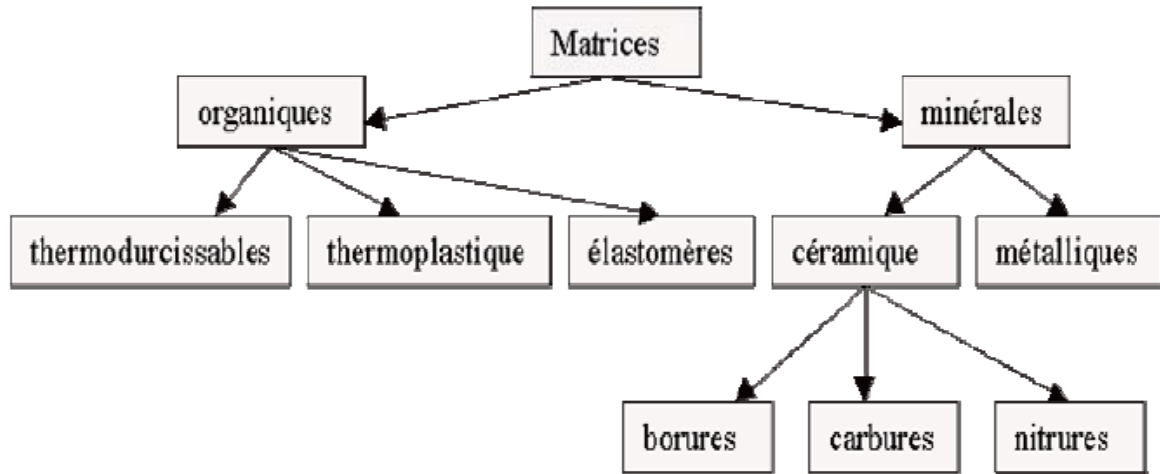 Matrices
organiques
minérales
thermodurcissables
thermoplastique
élastomères
céramique
métalliques
borures
carbures
nitrures